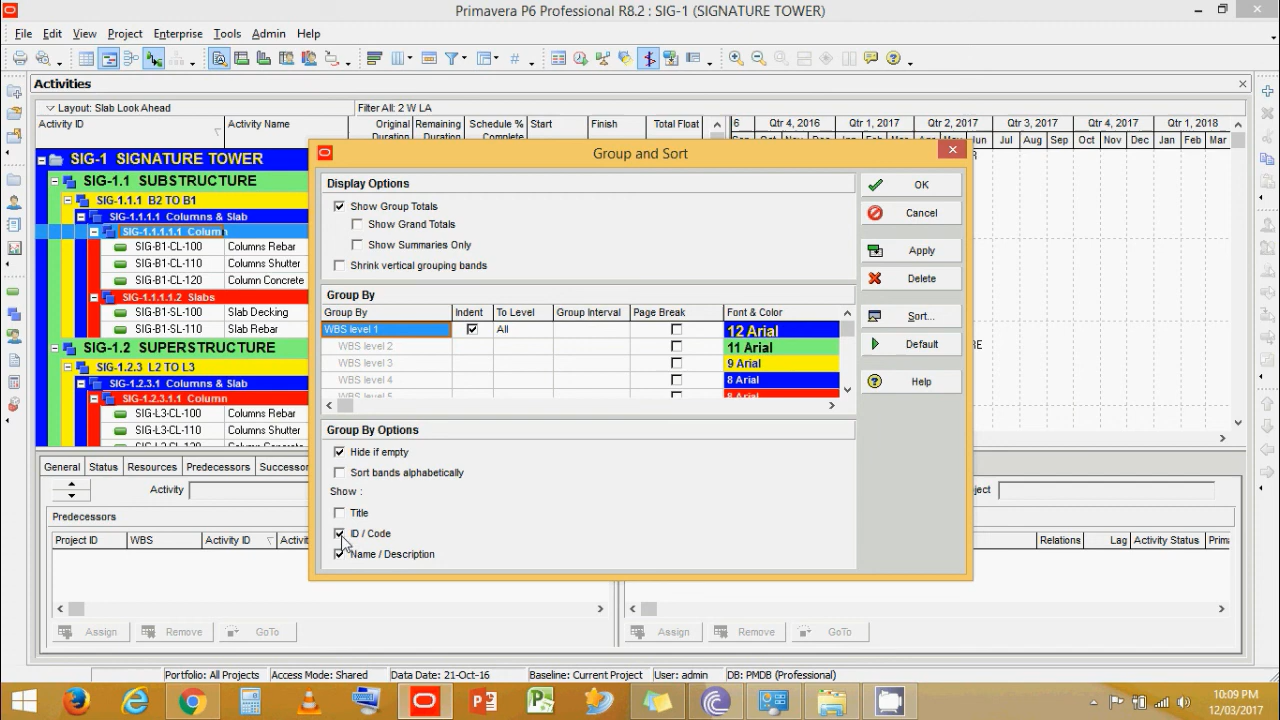 Primavera P6 Professional R8.2 : SIG-1 (SIGNATURE TOWER)
File Edit View Project Enterprise Tools Admin Help
Activities
Layout: Slab Look Ahead
Filter All: 2 W LA
Activity ID
Activity Name
Original Duration
Remaining Duration
Schedule % Complete
Start
Finish
Total Float
Qtr 4, 2016 Qtr 1, 2017 Qtr 2, 2017 Qtr 3, 2017 Qtr 4, 2017 Qtr 1, 2018
Oct Nov Dec Jan Feb Mar Apr May Jun Jul Aug Sep Oct Nov Dec Jan Feb Mar
SIG-1 SIGNATURE TOWER
SIG-1.1 SUBSTRUCTURE
SIG-1.1.1 B2 TO B1
SIG-1.1.1.1 Columns & Slab
SIG-1.1.1.1.1 Column
SIG-B1-CL-100 Columns Rebar
SIG-B1-CL-110 Columns Shutter
SIG-B1-CL-120 Columns Concrete
SIG-1.1.1.1.2 Slabs
SIG-B1-SL-100 Slab Decking
SIG-B1-SL-110 Slab Rebar
SIG-1.2 SUPERSTRUCTURE
SIG-1.2.3 L2 TO L3
SIG-1.2.3.1 Columns & Slab
SIG-1.2.3.1.1 Column
SIG-L3-CL-100 Columns Rebar
SIG-L3-CL-110 Columns Shutter
Group and Sort
Display Options
Show Group Totals
Show Grand Totals
Show Summaries Only
Shrink vertical grouping bands
Group By
Group By Indent To Level Group Interval Page Break Font & Color
WBS level 1 All 12 Arial
WBS level 2 11 Arial
WBS level 3 9 Arial
WBS level 4 8 Arial
WBS level 5 8 Arial
Group By Options
Hide if empty
Sort bands alphabetically
Show :
Title
ID / Code
Name / Description
OK
Cancel
Apply
Delete
Sort...
Default
Help
General Status Resources Predecessors
Activity
Predecessors
Project ID WBS Activity ID
Relations Lag Activity Status
Assign Remove GoTo
Assign Remove GoTo
Portfolio: All Projects Access Mode: Shared Data Date: 21-Oct-16 Baseline: Current Project User: admin DB: PMDB (Professional)
10:09 PM
12/03/2017